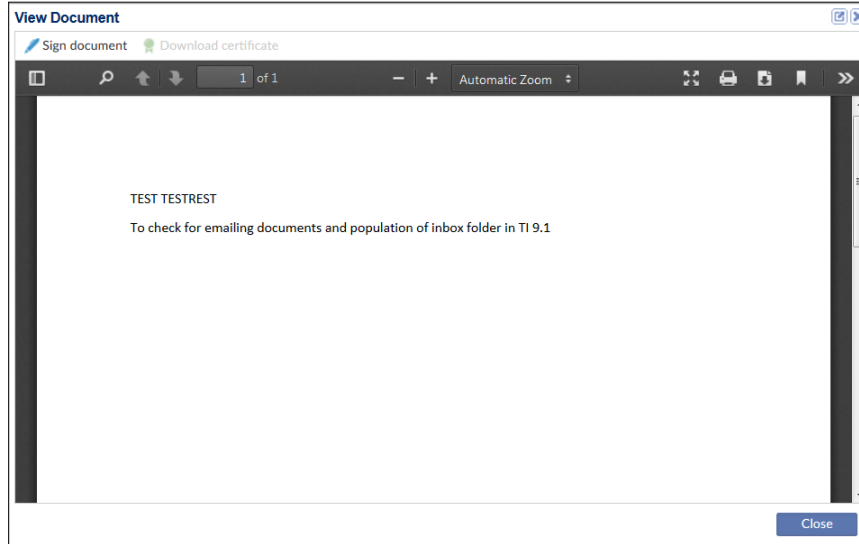 View Document
Sign document Download certificate
1 of 1 Automatic Zoom
TEST TESTREST
To check for emailing documents and population of inbox folder in TI 9.1
Close